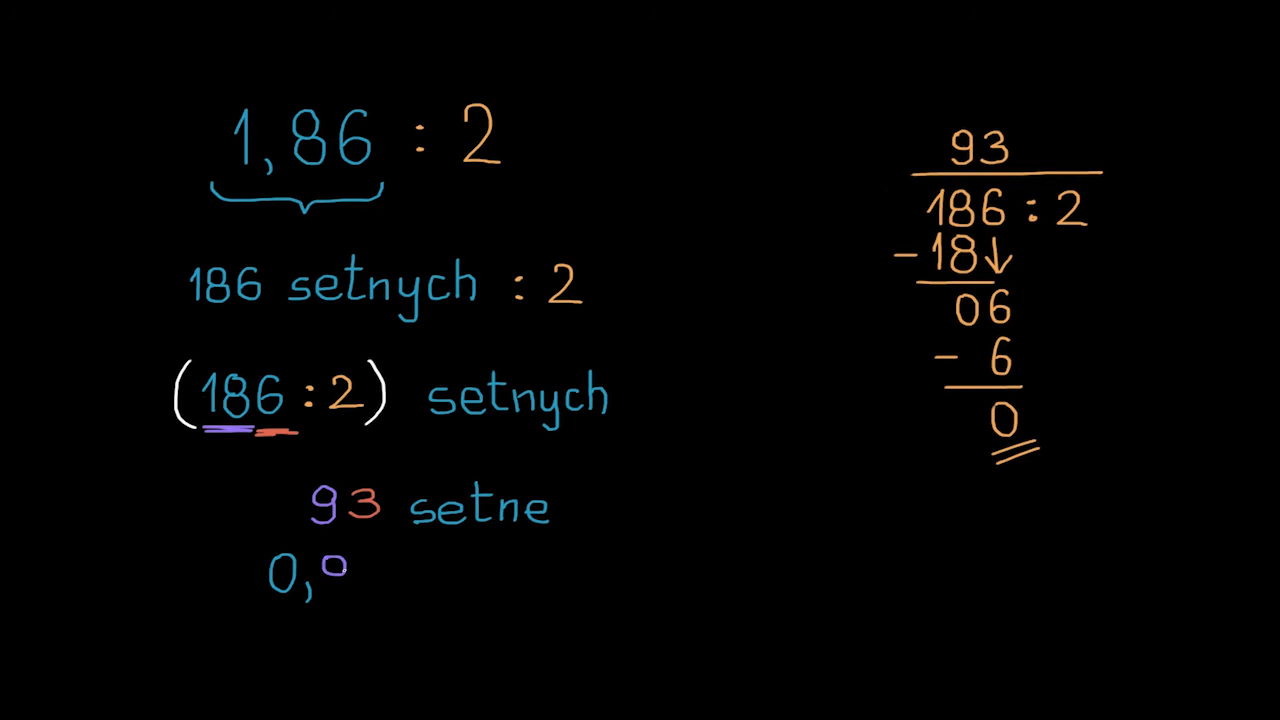 1,86 : 2
186 setnych : 2
(186 : 2) setnych
93 setne
0,
93
186 : 2
- 18↓
06
- 6
0